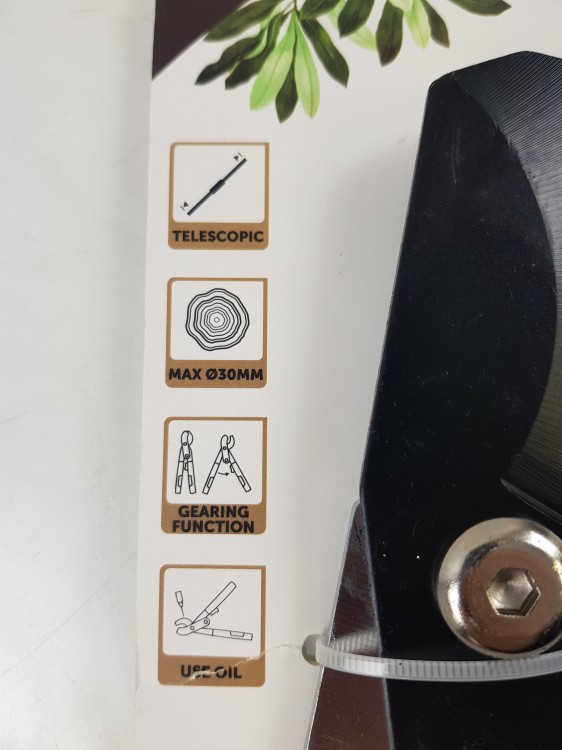 TELESCOPIC
MAX Ø30MM
GEARING
FUNCTION
USE OIL